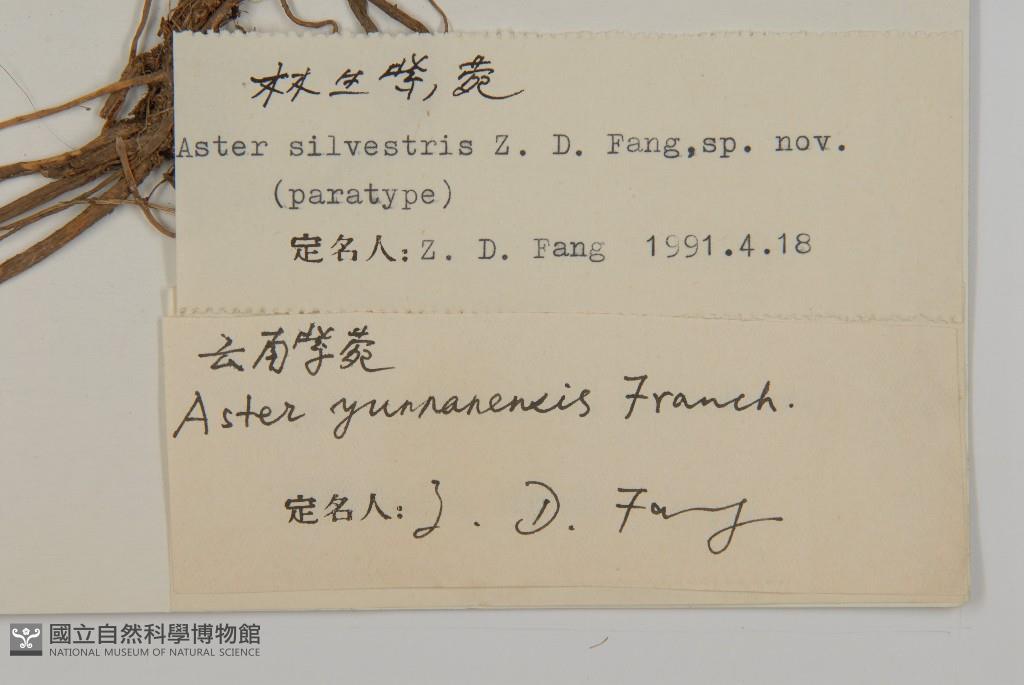 林生紫菀
Aster silvestris Z. D. Fang,sp. nov.
(paratype)
定名人:Z. D. Fang 1991.4.18
云南紫菀
Aster yunnanensis Franch.
定名人:Z. D. Fang
國立自然科學博物館
NATIONAL MUSEUM OF NATURAL SCIENCE